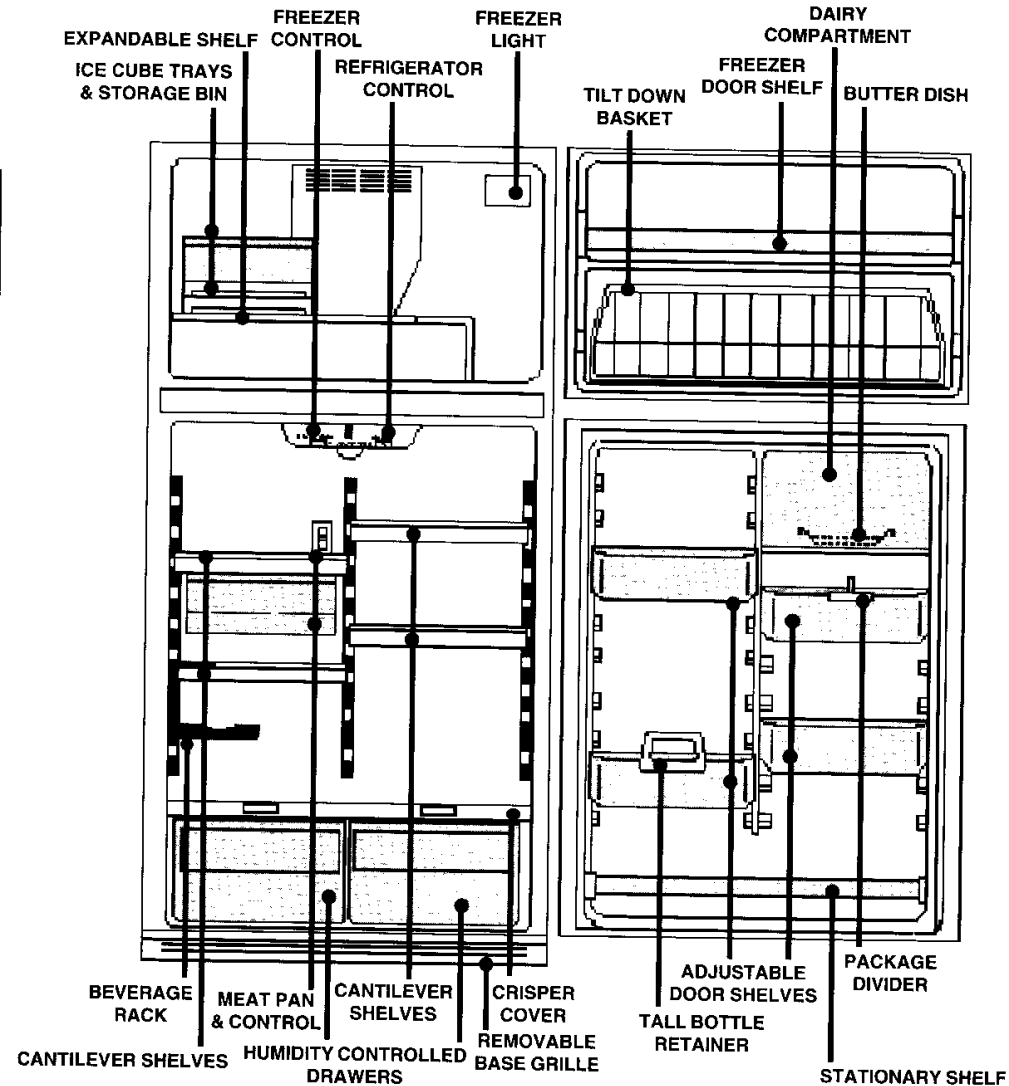 FREEZER
CONTROL
FREEZER
LIGHT
DAIRY
COMPARTMENT
EXPANDABLE SHELF
ICE CUBE TRAYS
& STORAGE BIN
REFRIGERATOR
CONTROL
TILT DOWN
BASKET
FREEZER
DOOR SHELF
BUTTER DISH
BEVERAGE
RACK
MEAT PAN
& CONTROL
CANTILEVER
SHELVES
CRISPER
COVER
ADJUSTABLE
DOOR SHELVES
PACKAGE
DIVIDER
CANTILEVER SHELVES
HUMIDITY CONTROLLED
DRAWERS
REMOVABLE
BASE GRILLE
TALL BOTTLE
RETAINER
STATIONARY SHELF